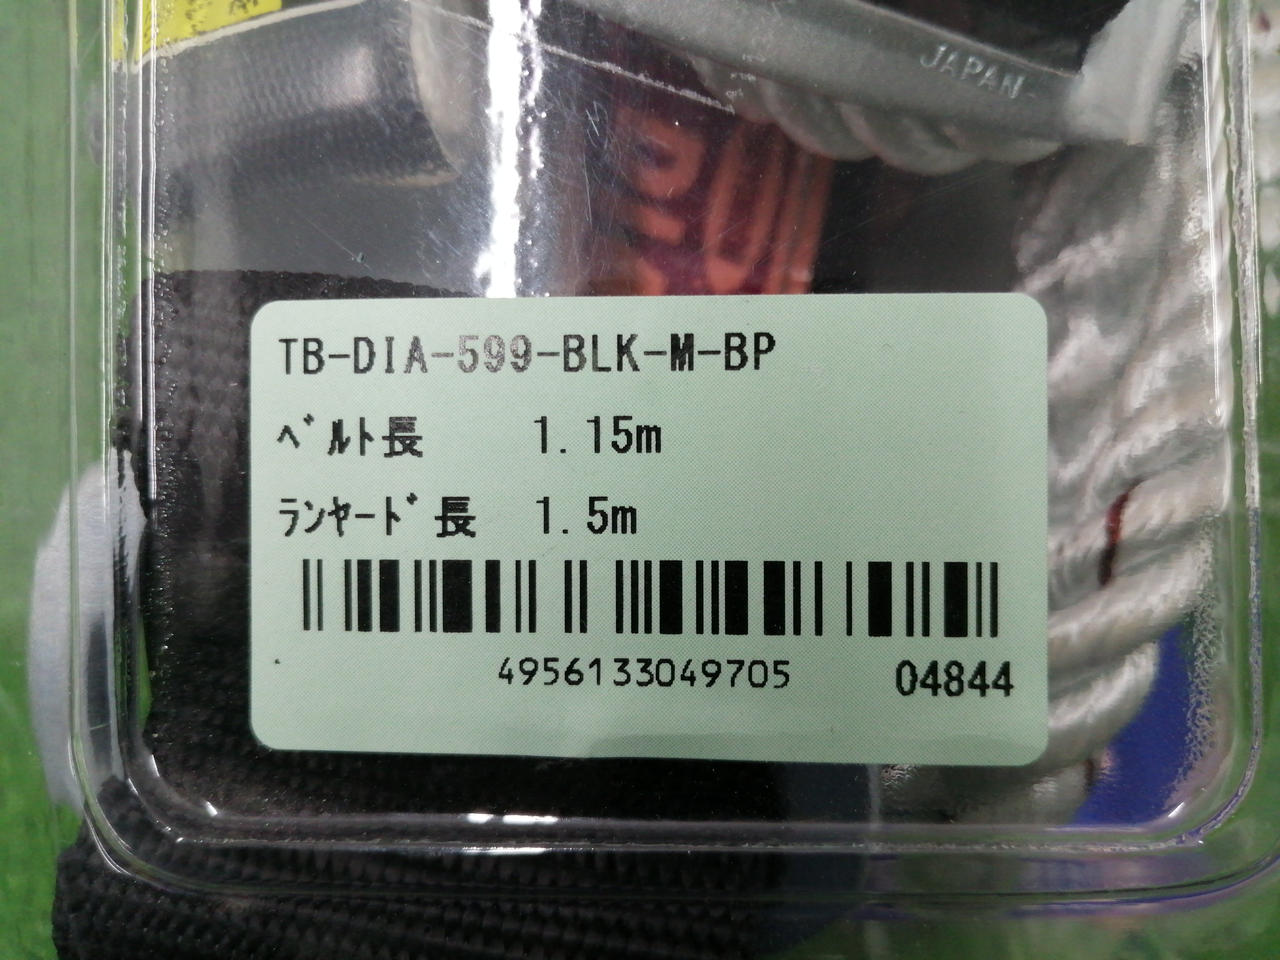 JAPAN
TB-DIA-599-BLK-M-BP
ﾍﾞﾙﾄ長 1.15m
ﾗﾝﾔｰﾄﾞ長 1.5m
4956133049705 04844